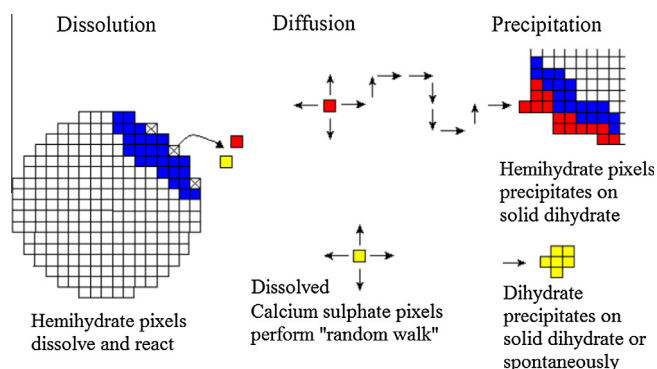 Dissolution
Diffusion
Precipitation
Hemihydrate pixels
dissolve and react
Dissolved
Calcium sulphate pixels
perform "random walk"
Hemihydrate pixels
precipitates on
solid dihydrate
Dihydrate
precipitates on
solid dihydrate or
spontaneously